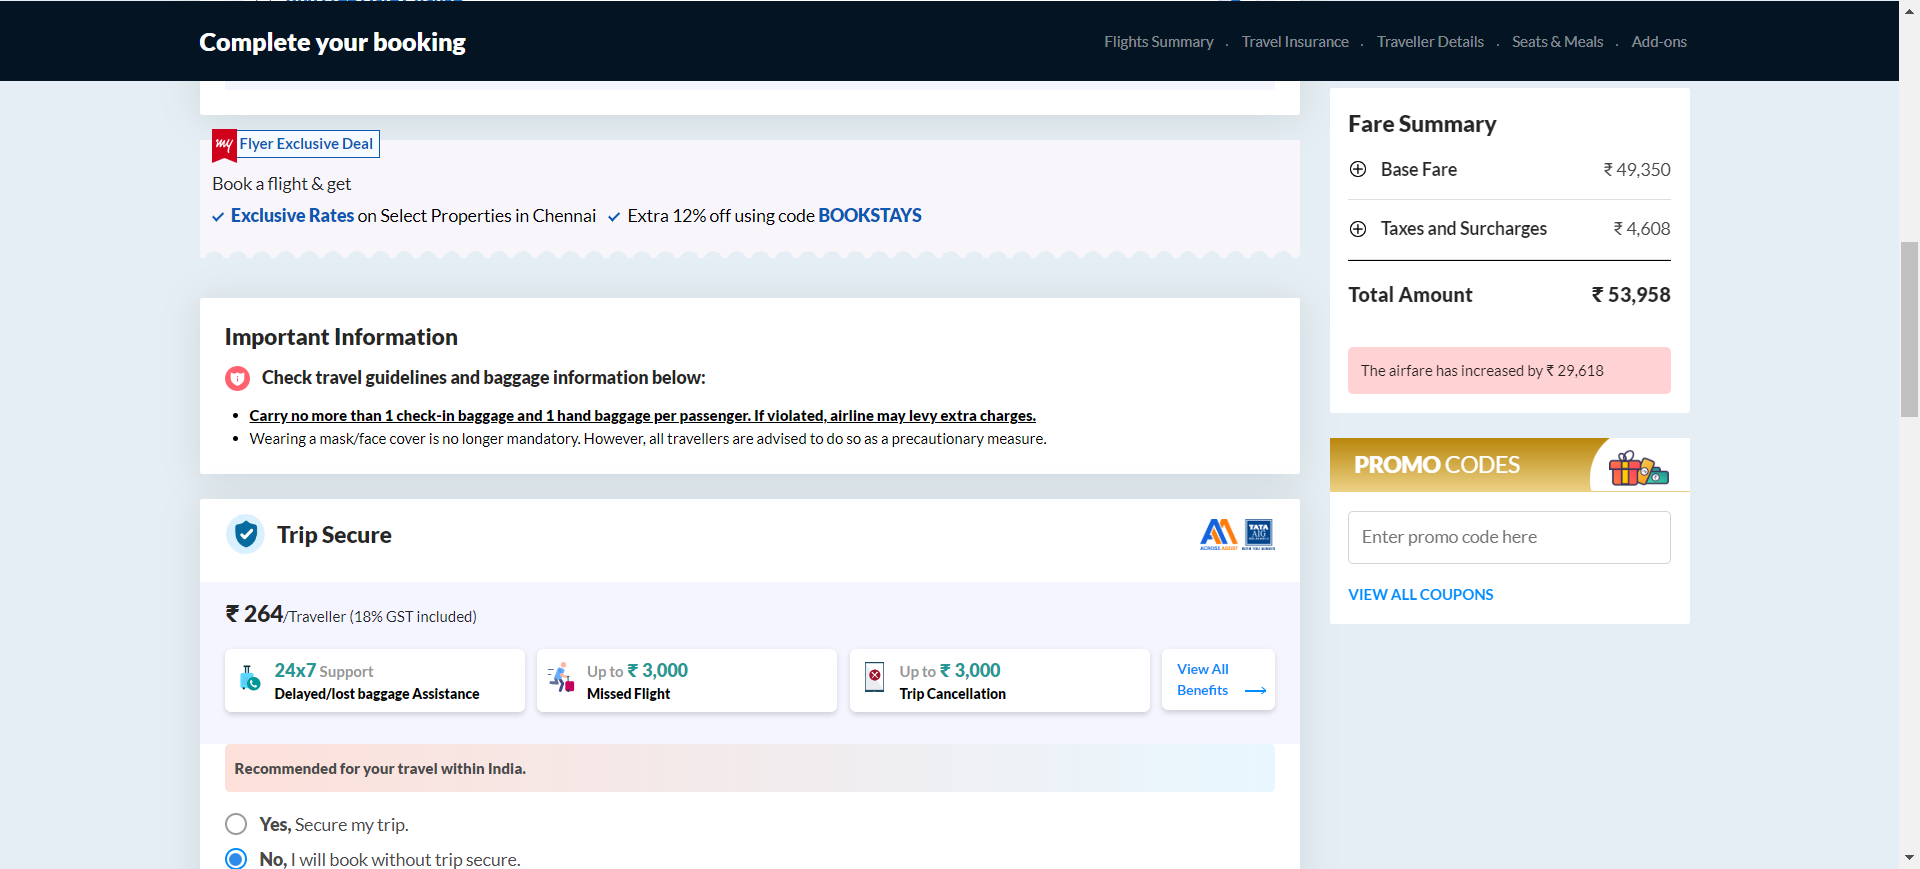 Complete your booking
Flights Summary . Travel Insurance . Traveller Details . Seats & Meals . Add-ons
my Flyer Exclusive Deal
Book a flight & get
Exclusive Rates on Select Properties in Chennai Extra 12% off using code BOOKSTAYS
Important Information
Check travel guidelines and baggage information below:
• Carry no more than 1 check-in baggage and 1 hand baggage per passenger. If violated, airline may levy extra charges.
• Wearing a mask/face cover is no longer mandatory. However, all travellers are advised to do so as a precautionary measure.
Trip Secure
ACROSS ASSIST
TATA
AIG
WITH YOU ALWAYS
₹ 264/Traveller (18% GST included)
24x7 Support
Delayed/lost baggage Assistance
Up to ₹ 3,000
Missed Flight
Up to ₹ 3,000
Trip Cancellation
View All
Benefits
Recommended for your travel within India.
Yes, Secure my trip.
No, I will book without trip secure.
Fare Summary
Base Fare ₹ 49,350
Taxes and Surcharges ₹ 4,608
Total Amount ₹ 53,958
The airfare has increased by ₹ 29,618
PROMO CODES
Enter promo code here
VIEW ALL COUPONS